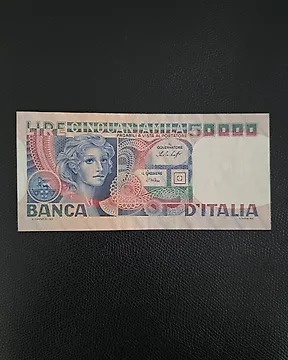 LIRE CINQUANTAMILA 50000
PAGABILI A VISTA AL PORTATORE
IL GOVERNATORE
IL CASSIERE
BANCA D'ITALIA